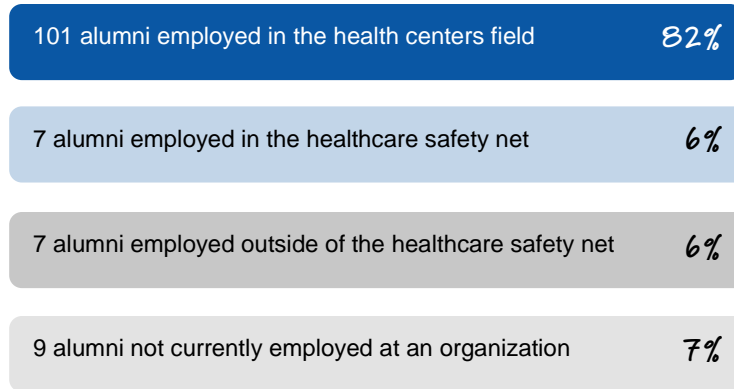 101 alumni employed in the health centers field 82%
7 alumni employed in the healthcare safety net 6%
7 alumni employed outside of the healthcare safety net 6%
9 alumni not currently employed at an organization 7%